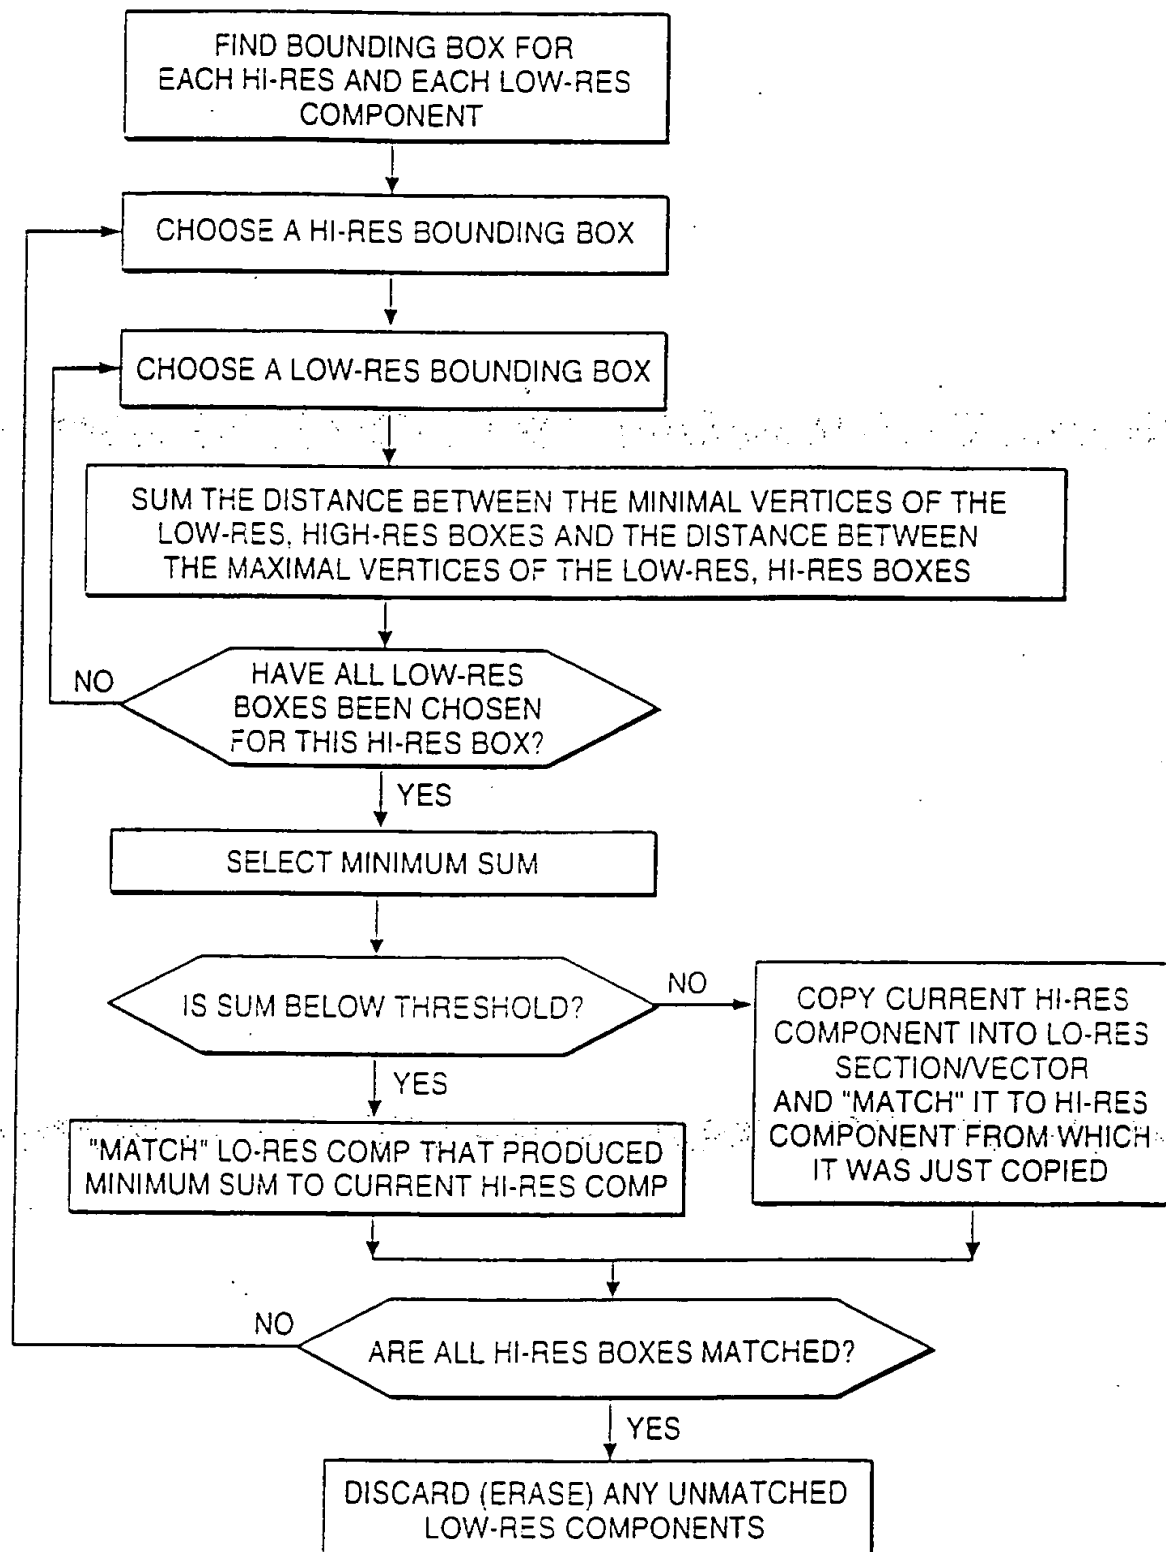 FIND BOUNDING BOX FOR
EACH HI-RES AND EACH LOW-RES
COMPONENT
CHOOSE A HI-RES BOUNDING BOX
CHOOSE A LOW-RES BOUNDING BOX
SUM THE DISTANCE BETWEEN THE MINIMAL VERTICES OF THE
LOW-RES, HIGH-RES BOXES AND THE DISTANCE BETWEEN
THE MAXIMAL VERTICES OF THE LOW-RES, HI-RES BOXES
NO
HAVE ALL LOW-RES
BOXES BEEN CHOSEN
FOR THIS HI-RES BOX?
YES
SELECT MINIMUM SUM
IS SUM BELOW THRESHOLD?
NO
COPY CURRENT HI-RES
COMPONENT INTO LO-RES
SECTION/VECTOR
AND "MATCH" IT TO HI-RES
COMPONENT FROM WHICH
IT WAS JUST COPIED
YES
"MATCH" LO-RES COMP THAT PRODUCED
MINIMUM SUM TO CURRENT HI-RES COMP
NO
ARE ALL HI-RES BOXES MATCHED?
YES
DISCARD (ERASE) ANY UNMATCHED
LOW-RES COMPONENTS